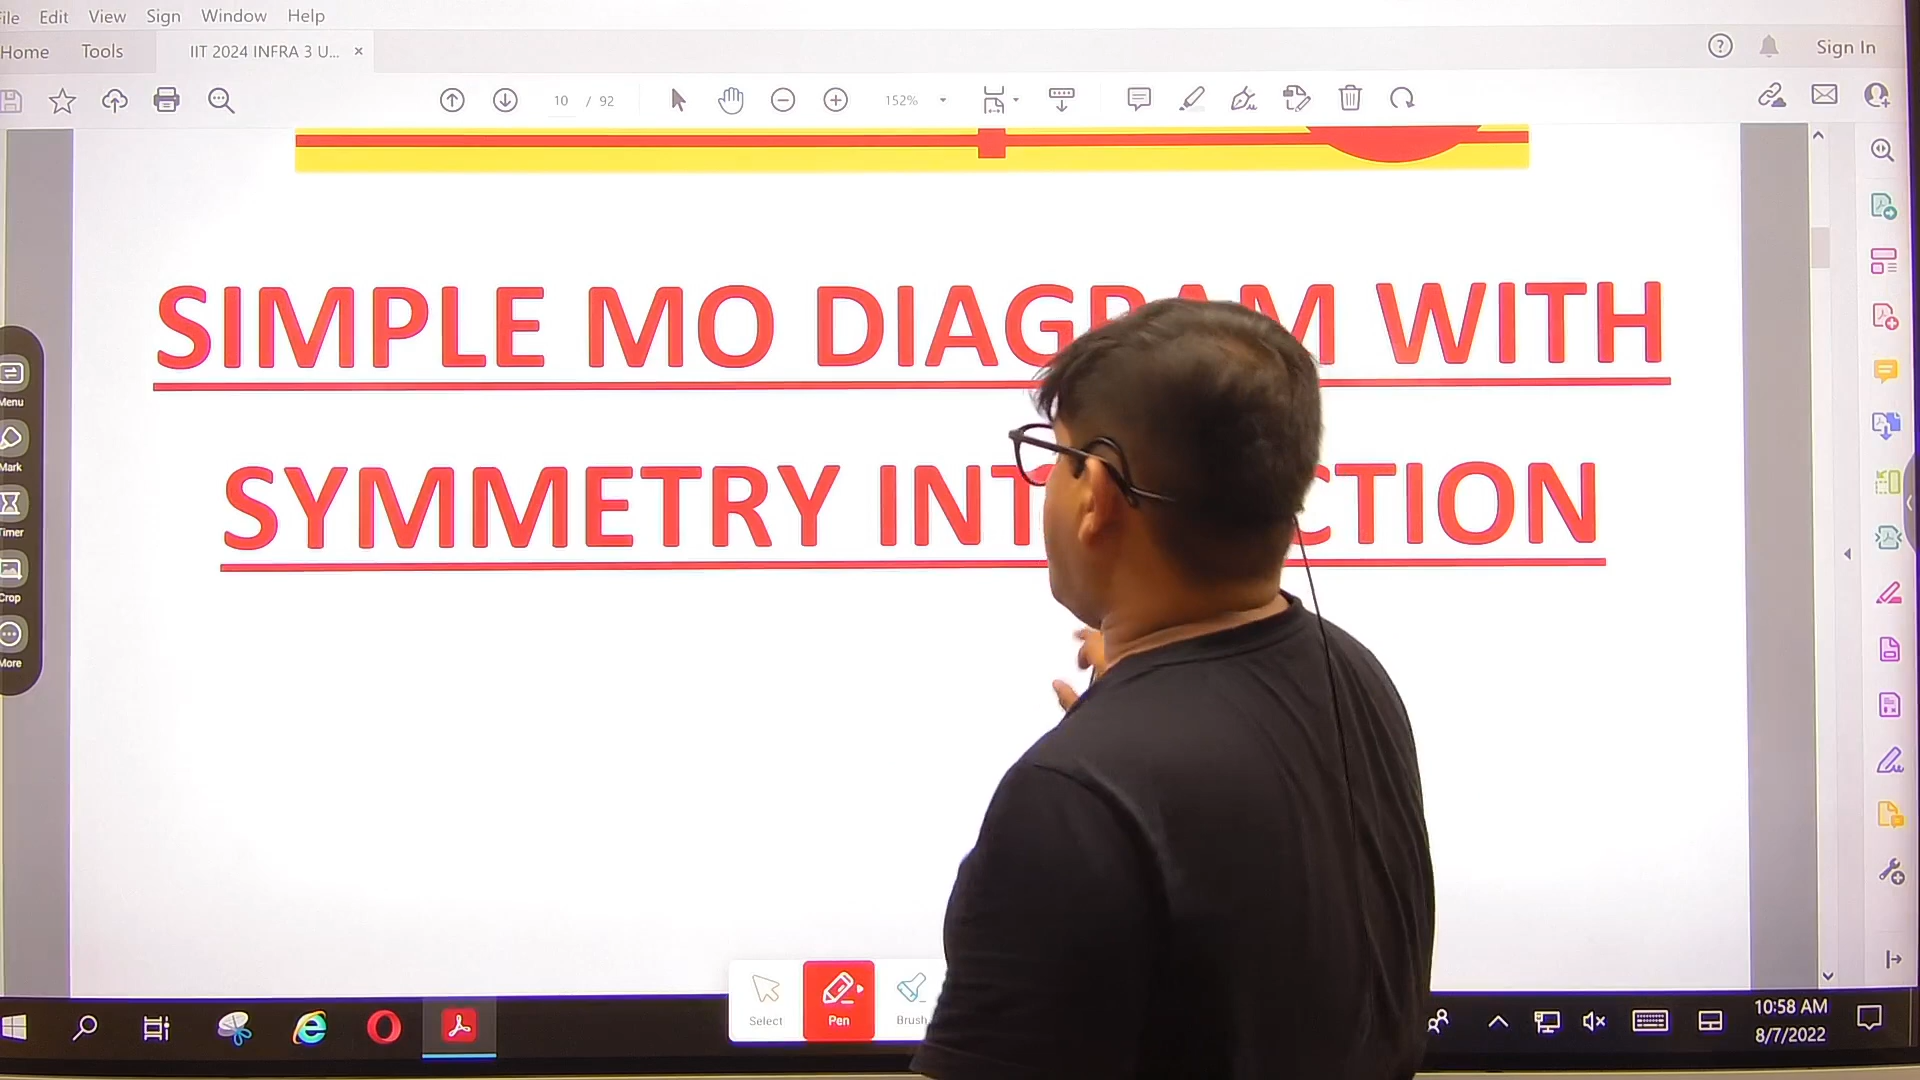 File Edit View Sign Window Help
Home Tools IIT 2024 INFRA 3 U... × Sign In
10 / 92 152%
SIMPLE MO DIAGRAM WITH
SYMMETRY INT CTION
Menu
Mark
Timer
Crop
More
Select Pen Brush
10:58 AM
8/7/2022